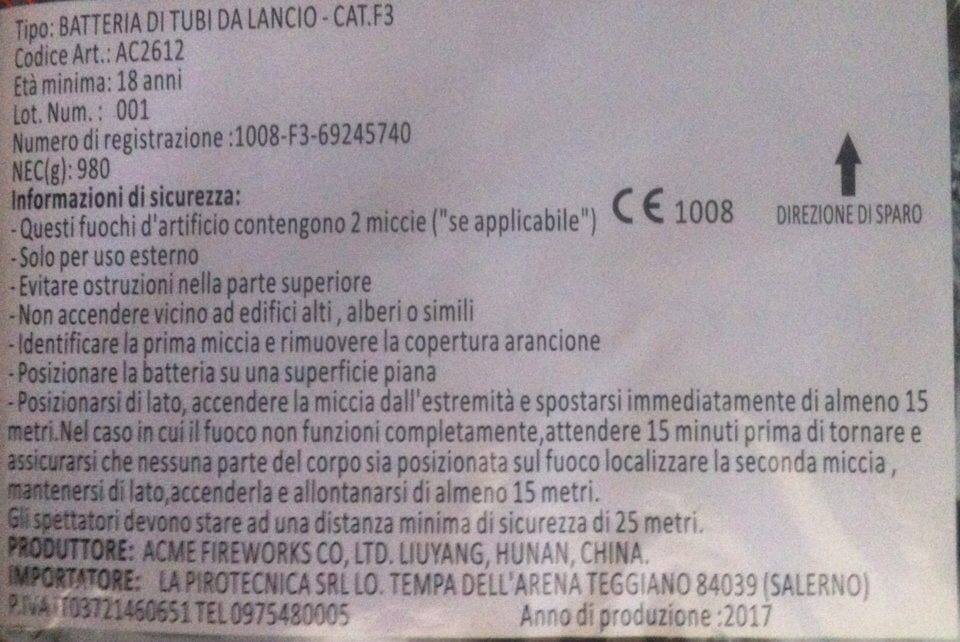 Tipo: BATTERIA DI TUBI DA LANCIO - CAT.F3
Codice Art.: AC2612
Età minima: 18 anni
Lot. Num. : 001
Numero di registrazione :1008-F3-69245740
NEC(g): 980
Informazioni di sicurezza:
-Questi fuochi d'artificio contengono 2 miccie ("se applicabile")
CE 1008
DIREZIONE DI SPARO
-Solo per uso esterno
-Evitare ostruzioni nella parte superiore
-Non accendere vicino ad edifici alti , alberi o simili
-Identificare la prima miccia e rimuovere la copertura arancione
-Posizionare la batteria su una superficie piana
-Posizionarsi di lato, accendere la miccia dall'estremità e spostarsi immediatamente di almeno 15
metri.Nel caso in cui il fuoco non funzioni completamente,attendere 15 minuti prima di tornare e
assicurarsi che nessuna parte del corpo sia posizionata sul fuoco localizzare la seconda miccia ,
mantenersi di lato,accenderla e allontanarsi di almeno 15 metri.
Gli spettatori devono stare ad una distanza minima di sicurezza di 25 metri.
PRODUTTORE: ACME FIREWORKS CO, LTD. LIUYANG, HUNAN, CHINA.
IMPORTATORE: LA PIROTECNICA SRL LO. TEMPA DELL'ARENA TEGGIANO 84039 (SALERNO)
P.IVA IT03721460651 TEL 0975480005 Anno di produzione :2017